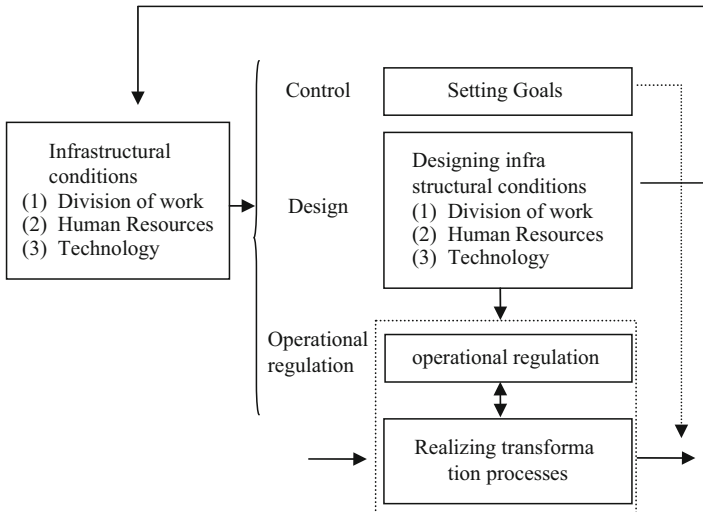 Control
Setting Goals
Infrastructural
conditions
(1) Division of work
(2) Human Resources
(3) Technology
Design
Designing infra
structural conditions
(1) Division of work
(2) Human Resources
(3) Technology
Operational
regulation
operational regulation
Realizing transforma
tion processes